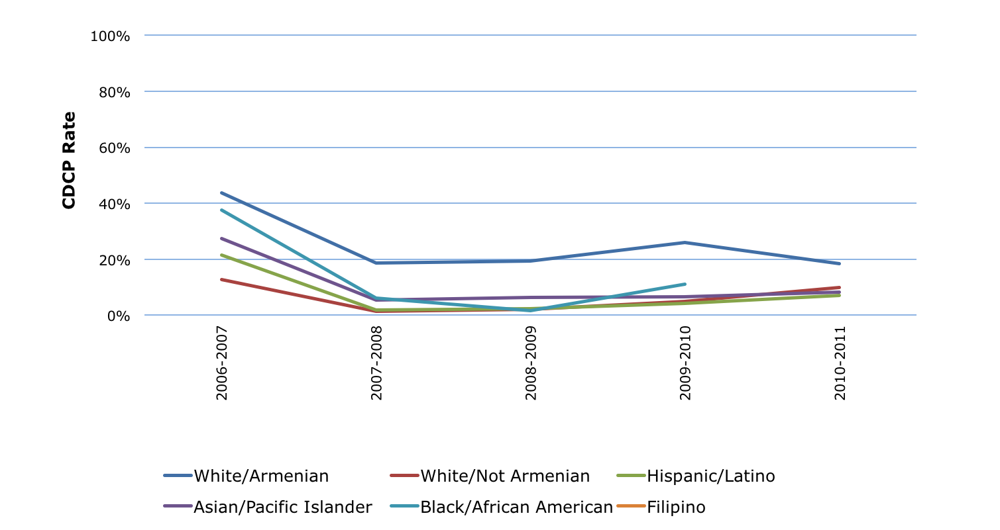 100%
80%
60%
40%
20%
0%
CDCP Rate
2006-2007
2007-2008
2008-2009
2009-2010
2010-2011
White/Armenian
White/Not Armenian
Hispanic/Latino
Asian/Pacific Islander
Black/African American
Filipino